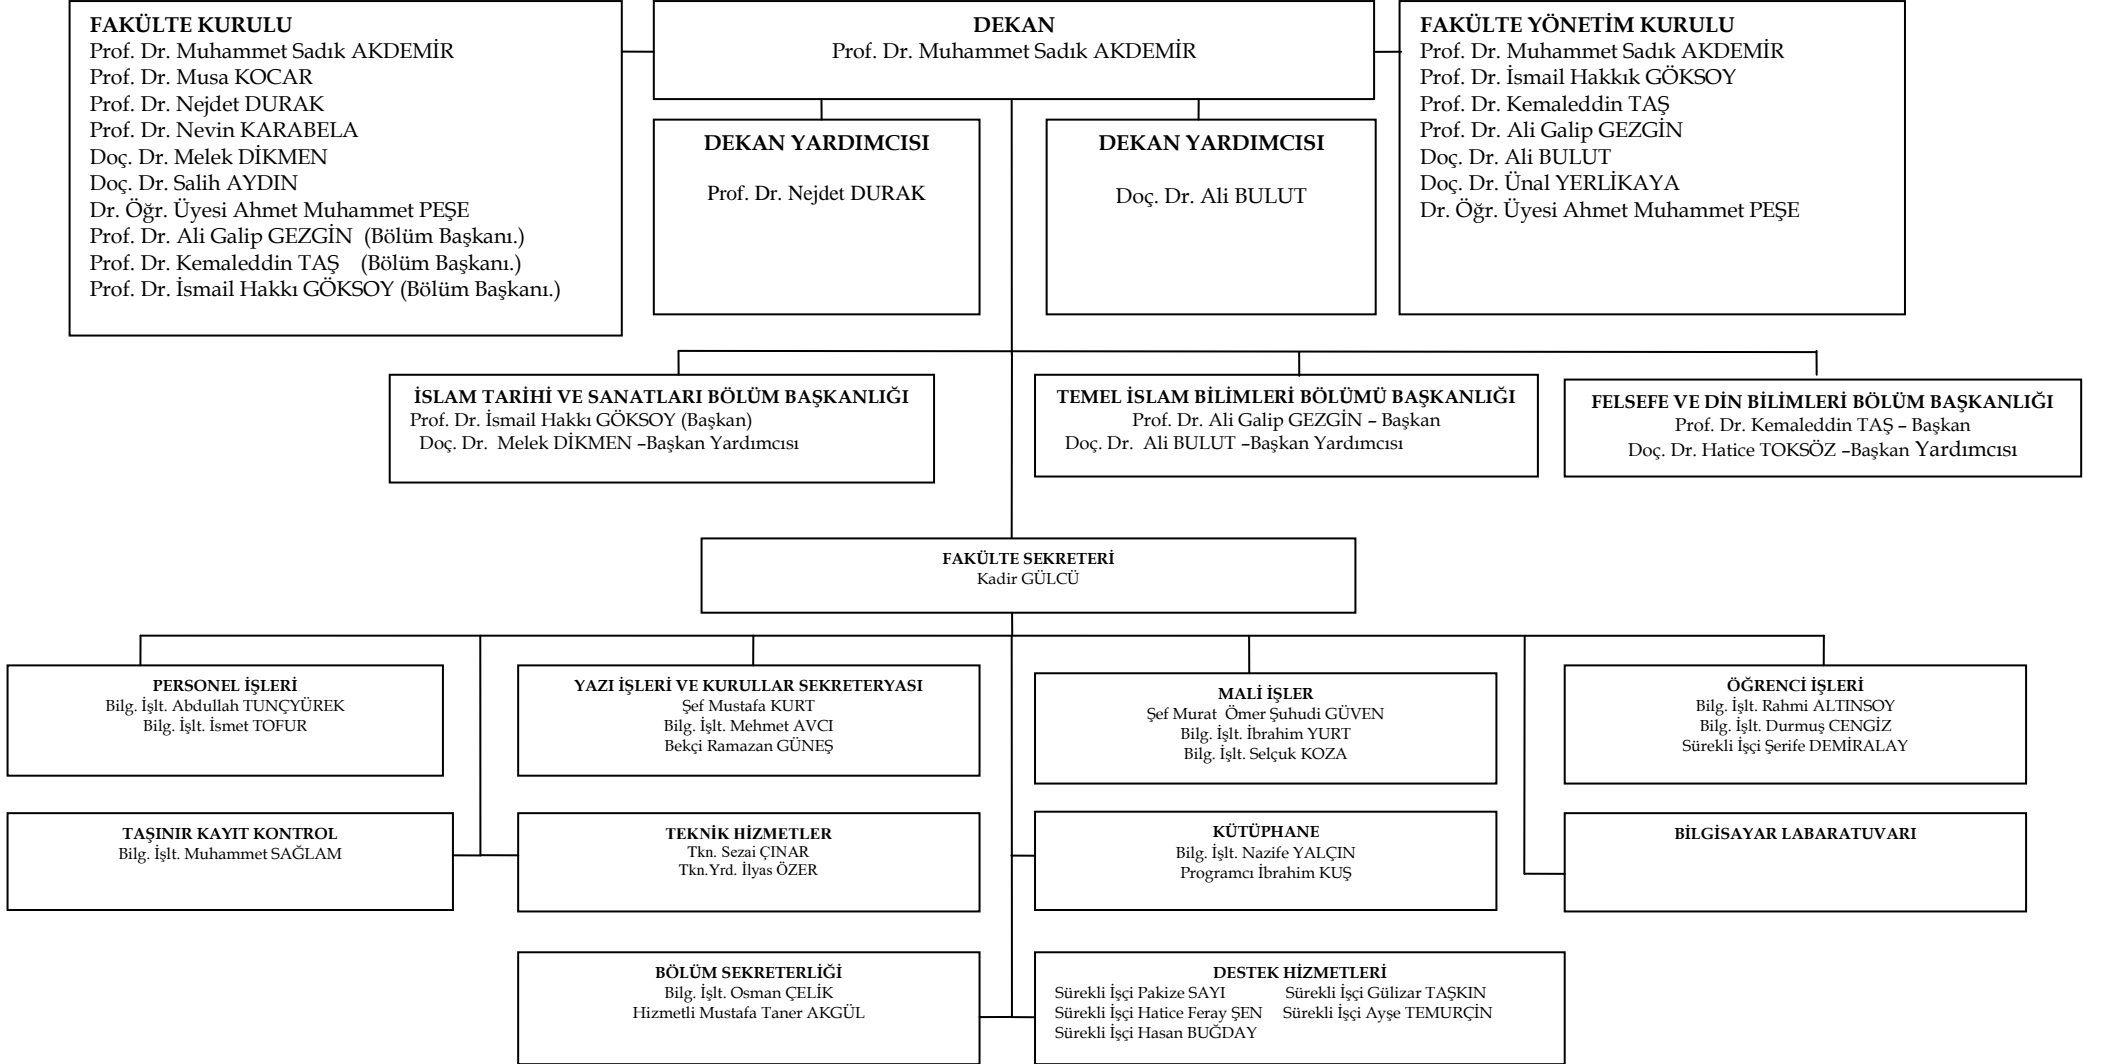 FAKÜLTE KURULU
Prof. Dr. Muhammet Sadık AKDEMİR
Prof. Dr. Musa KOCAR
Prof. Dr. Nejdet DURAK
Prof. Dr. Nevin KARABELA
Doç. Dr. Melek DİKMEN
Doç. Dr. Salih AYDIN
Dr. Öğr. Üyesi Ahmet Muhammet PEŞE
Prof. Dr. Ali Galip GEZGİN (Bölüm Başkanı.)
Prof. Dr. Kemaleddin TAŞ (Bölüm Başkanı.)
Prof. Dr. İsmail Hakkı GÖKSOY (Bölüm Başkanı.)
DEKAN
Prof. Dr. Muhammet Sadık AKDEMİR
FAKÜLTE YÖNETİM KURULU
Prof. Dr. Muhammet Sadık AKDEMİR
Prof. Dr. İsmail Hakkık GÖKSOY
Prof. Dr. Kemaleddin TAŞ
Prof. Dr. Ali Galip GEZGİN
Doç. Dr. Ali BULUT
Doç. Dr. Ünal YERLİKAYA
Dr. Öğr. Üyesi Ahmet Muhammet PEŞE
DEKAN YARDIMCISI
Prof. Dr. Nejdet DURAK
DEKAN YARDIMCISI
Doç. Dr. Ali BULUT
İSLAM TARİHİ VE SANATLARI BÖLÜM BAŞKANLIĞI
Prof. Dr. İsmail Hakkı GÖKSOY (Başkan)
Doç. Dr. Melek DİKMEN –Başkan Yardımcısı
TEMEL İSLAM BİLİMLERİ BÖLÜMÜ BAŞKANLIĞI
Prof. Dr. Ali Galip GEZGİN – Başkan
Doç. Dr. Ali BULUT –Başkan Yardımcısı
FELSEFE VE DİN BİLİMLERİ BÖLÜM BAŞKANLIĞI
Prof. Dr. Kemaleddin TAŞ – Başkan
Doç. Dr. Hatice TOKSÖZ –Başkan Yardımcısı
FAKÜLTE SEKRETERİ
Kadir GÜLCÜ
PERSONEL İŞLERİ
Bilg. İşlt. Abdullah TUNÇYÜREK
Bilg. İşlt. İsmet TOFUR
YAZI İŞLERİ VE KURULLAR SEKRETERYASI
Şef Mustafa KURT
Bilg. İşlt. Mehmet AVCI
Bekçi Ramazan GÜNEŞ
MALİ İŞLER
Şef Murat Ömer Şuhudi GÜVEN
Bilg. İşlt. İbrahim YURT
Bilg. İşlt. Selçuk KOZA
ÖĞRENCİ İŞLERİ
Bilg. İşlt. Rahmi ALTINSOY
Bilg. İşlt. Durmuş CENGİZ
Sürekli İşçi Şerife DEMİRALAY
TAŞINIR KAYIT KONTROL
Bilg. İşlt. Muhammet SAĞLAM
TEKNİK HİZMETLER
Tkn. Sezai ÇINAR
Tkn.Yrd. İlyas ÖZER
KÜTÜPHANE
Bilg. İşlt. Nazife YALÇIN
Programcı İbrahim KUŞ
BİLGİSAYAR LABARATUVARI
BÖLÜM SEKRETERLİĞİ
Bilg. İşlt. Osman ÇELİK
Hizmetli Mustafa Taner AKGÜL
DESTEK HİZMETLERİ
Sürekli İşçi Pakize SAYI Sürekli İşçi Gülizar TAŞKIN
Sürekli İşçi Hatice Feray ŞEN Sürekli İşçi Ayşe TEMURÇİN
Sürekli İşçi Hasan BUĞDAY